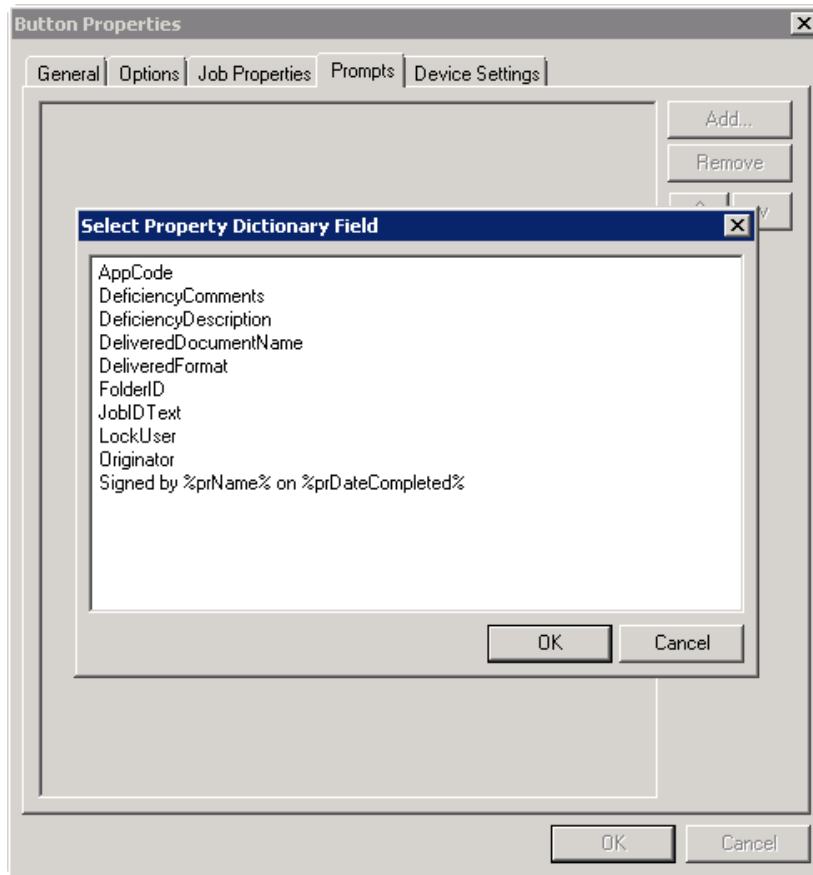 Button Properties
General Options Job Properties Prompts Device Settings
Add...
Remove
Select Property Dictionary Field
AppCode
DeficiencyComments
DeficiencyDescription
DeliveredDocumentName
DeliveredFormat
FolderID
JobIDText
LockUser
Originator
Signed by %prName% on %prDateCompleted%
OK Cancel
OK Cancel